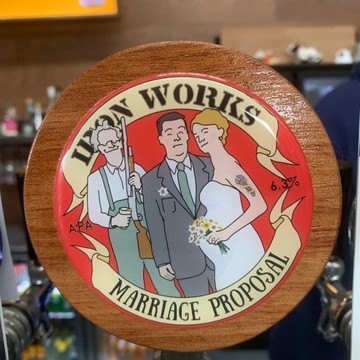 IRON WORKS
APA
6.3%
MARRIAGE PROPOSAL